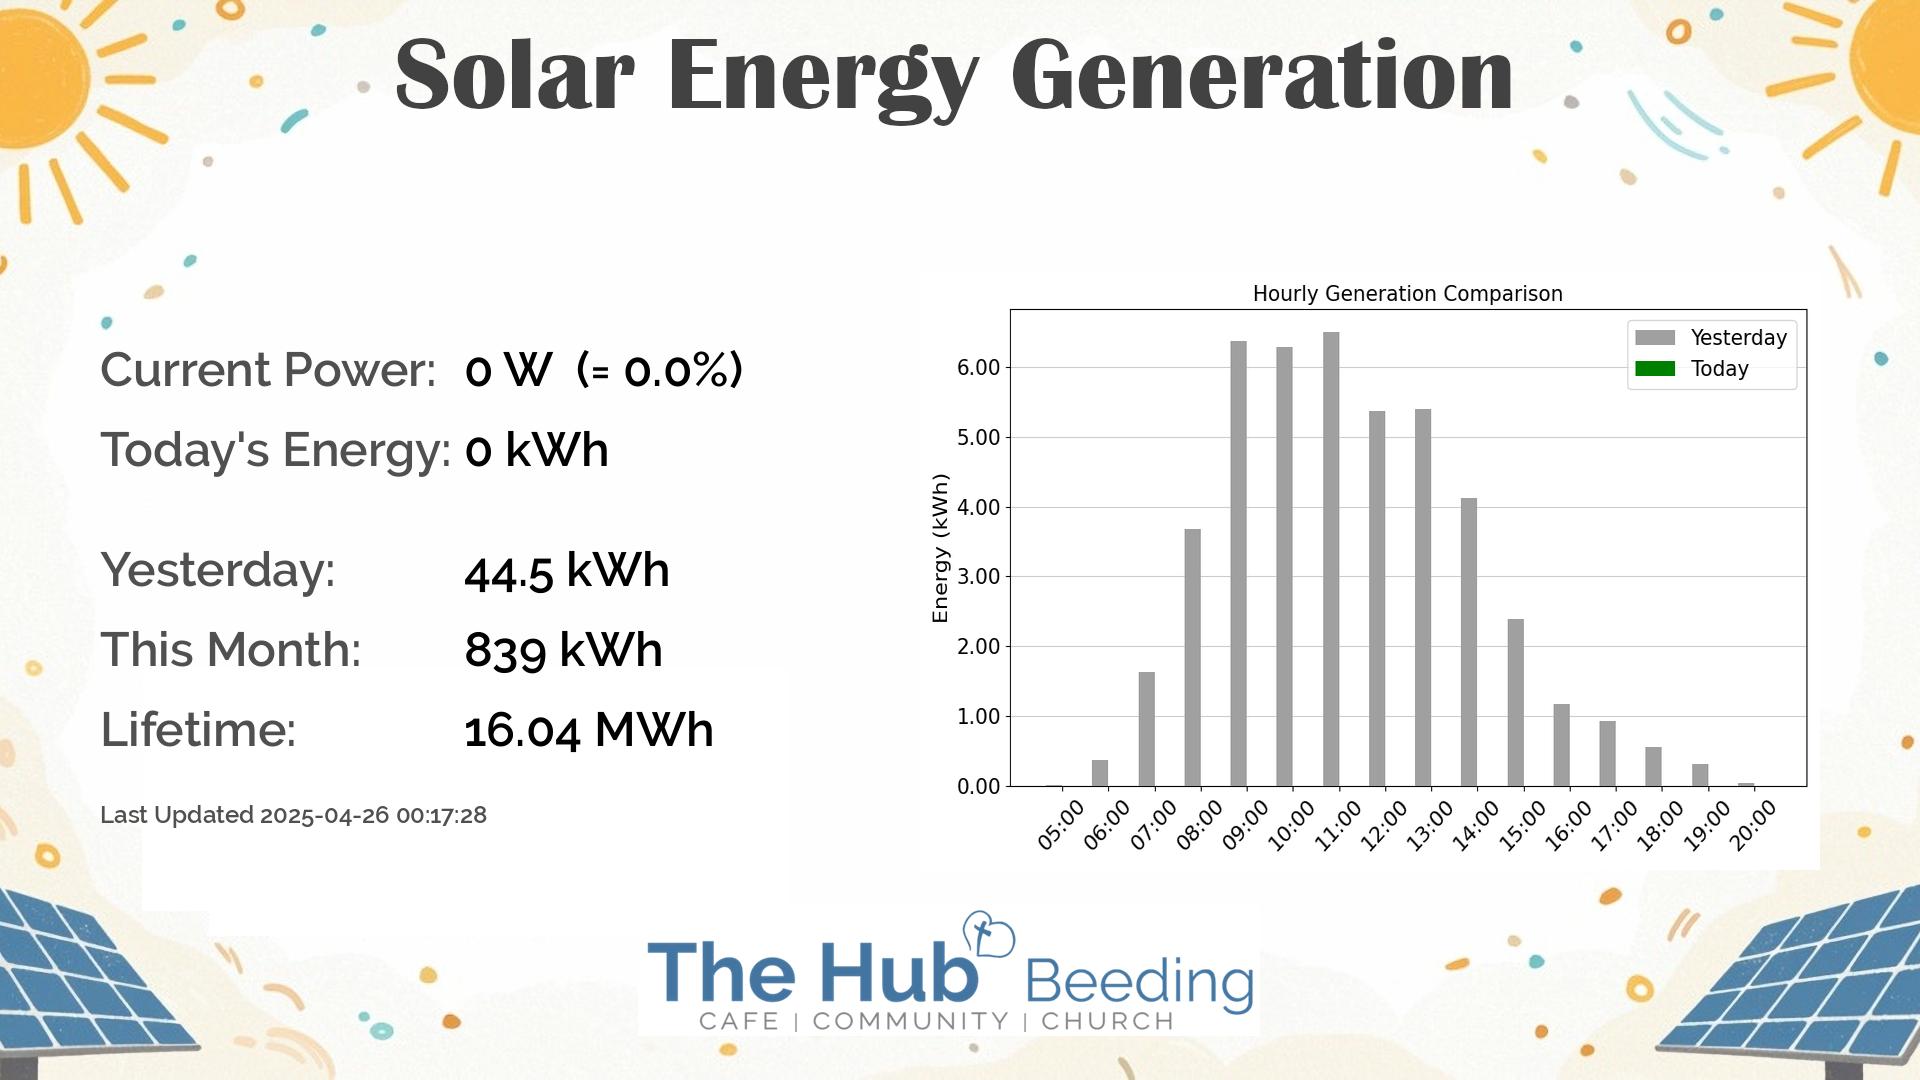 Solar Energy Generation
Current Power: 0 W (= 0.0%)
Today's Energy: 0 kWh
Yesterday: 44.5 kWh
This Month: 839 kWh
Lifetime: 16.04 MWh
Last Updated 2025-04-26 00:17:28
Hourly Generation Comparison
Yesterday
Today
Energy (kWh)
6.00
5.00
4.00
3.00
2.00
1.00
0.00
05:00 06:00 07:00 08:00 09:00 10:00 11:00 12:00 13:00 14:00 15:00 16:00 17:00 18:00 19:00 20:00
The Hub Beeding
CAFE | COMMUNITY | CHURCH